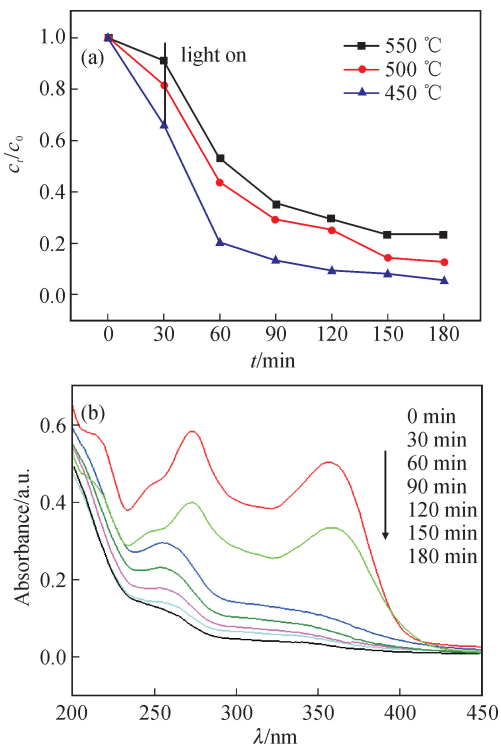 (a)
light on
550 ℃
500 ℃
450 ℃
1.0
0.8
0.6
0.4
0.2
0.0
cₜ/c₀
0 30 60 90 120 150 180
t/min
(b)
0 min
30 min
60 min
90 min
120 min
150 min
180 min
0.6
0.4
0.2
0.0
Absorbance/a.u.
200 250 300 350 400 450
λ/nm